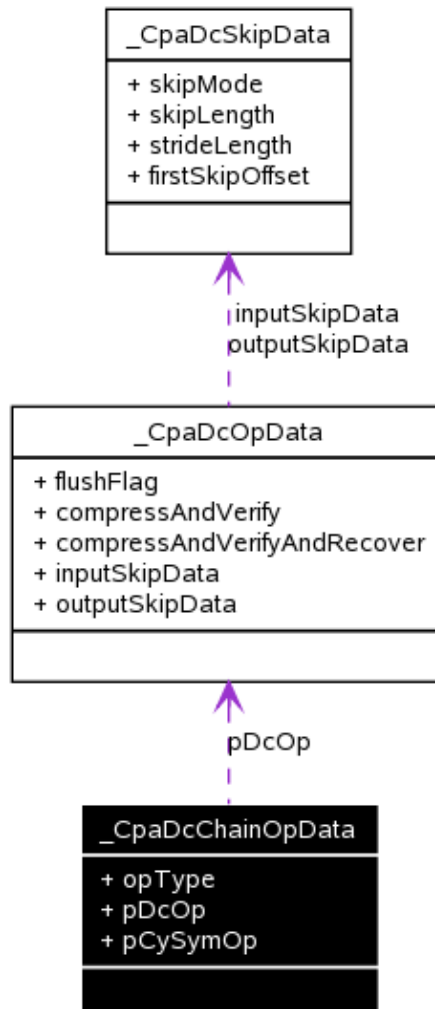 _CpaDcSkipData
+ skipMode
+ skipLength
+ strideLength
+ firstSkipOffset
inputSkipData
outputSkipData
_CpaDcOpData
+ flushFlag
+ compressAndVerify
+ compressAndVerifyAndRecover
+ inputSkipData
+ outputSkipData
pDcOp
_CpaDcChainOpData
+ opType
+ pDcOp
+ pCySymOp